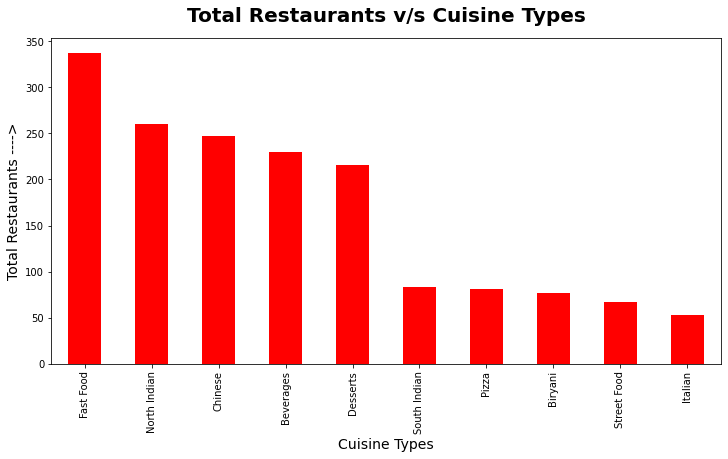 Total Restaurants v/s Cuisine Types
350
300
250
200
150
100
50
0
Total Restaurants ---->
Fast Food
North Indian
Chinese
Beverages
Desserts
South Indian
Pizza
Biryani
Street Food
Italian
Cuisine Types